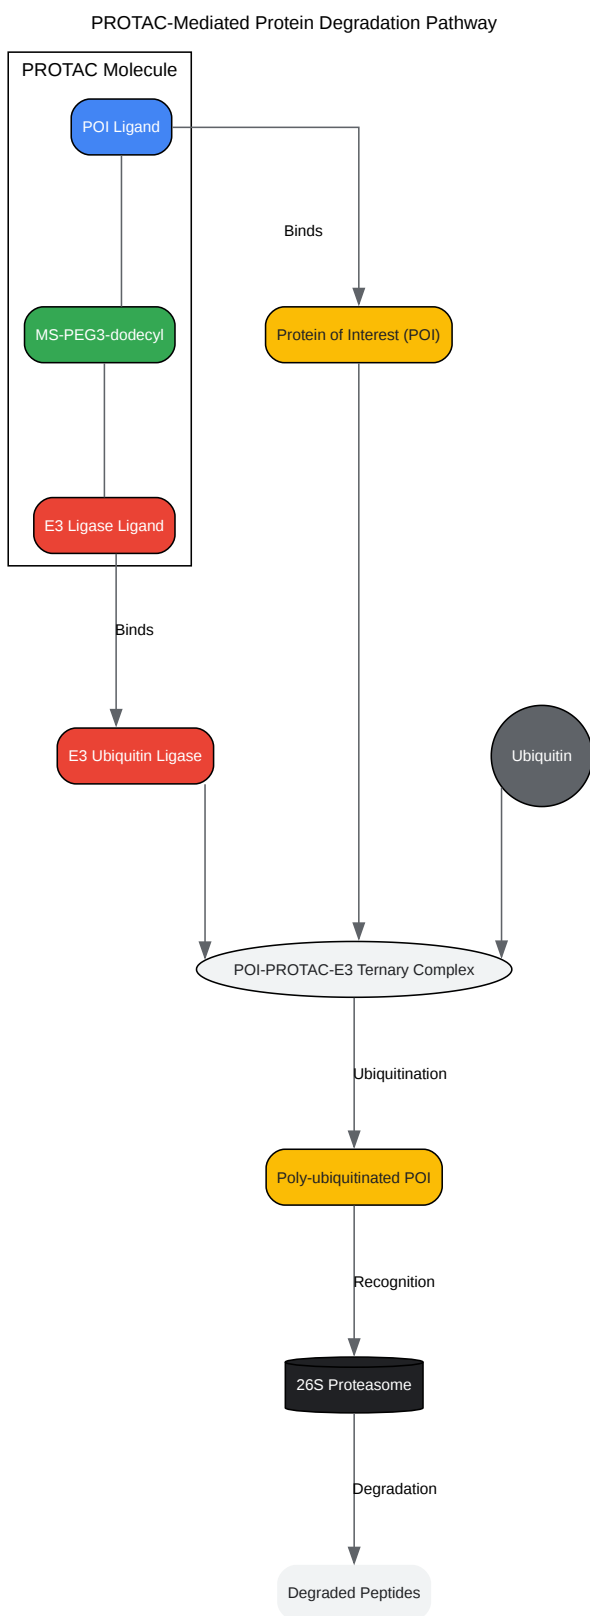 PROTAC-Mediated Protein Degradation Pathway
PROTAC Molecule
POI Ligand
Binds
MS-PEG3-dodecyl
Protein of Interest (POI)
E3 Ligase Ligand
Binds
E3 Ubiquitin Ligase
Ubiquitin
POI-PROTAC-E3 Ternary Complex
Ubiquitination
Poly-ubiquitinated POI
Recognition
26S Proteasome
Degradation
Degraded Peptides